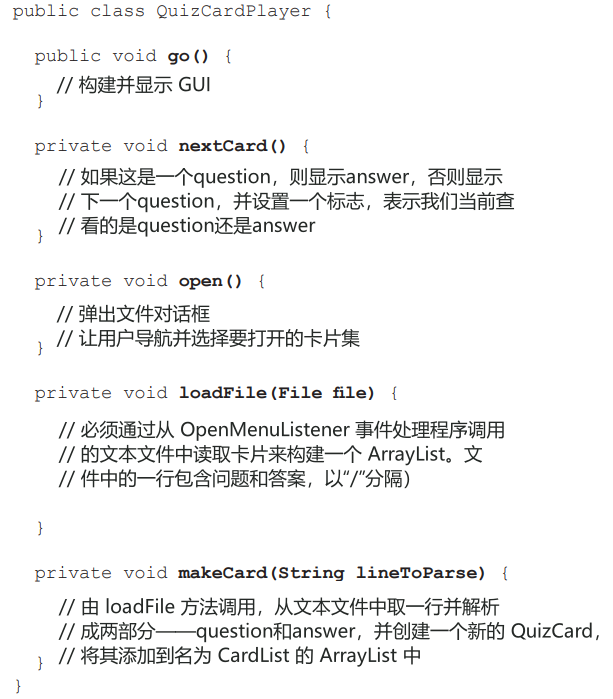 public class QuizCardPlayer {
public void go() {
// 构建并显示 GUI
}
private void nextCard() {
// 如果这是一个question，则显示answer，否则显示
// 下一个question，并设置一个标志，表示我们当前查
// 看的是question还是answer
}
private void open() {
// 弹出文件对话框
// 让用户导航并选择要打开的卡片集
}
private void loadFile(File file) {
// 必须通过从 OpenMenuListener 事件处理程序调用
// 的文本文件中读取卡片来构建一个 ArrayList。文
// 件中的一行包含问题和答案，以“/”分隔）
}
private void makeCard(String lineToParse) {
// 由 loadFile 方法调用，从文本文件中取一行并解析
// 成两部分——question和answer，并创建一个新的 QuizCard，
// 将其添加到名为 CardList 的 ArrayList 中
}
}